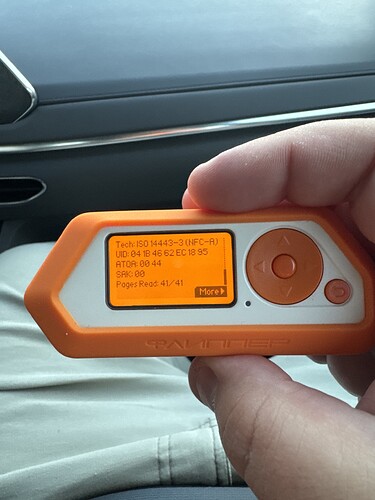 Tech: ISO 14443-3 (NFC-A)
UID: 04 1B 46 62 EC 18 95
ATQA: 00 44
SAK: 00
Pages Read: 41/41
More
FLIPPER